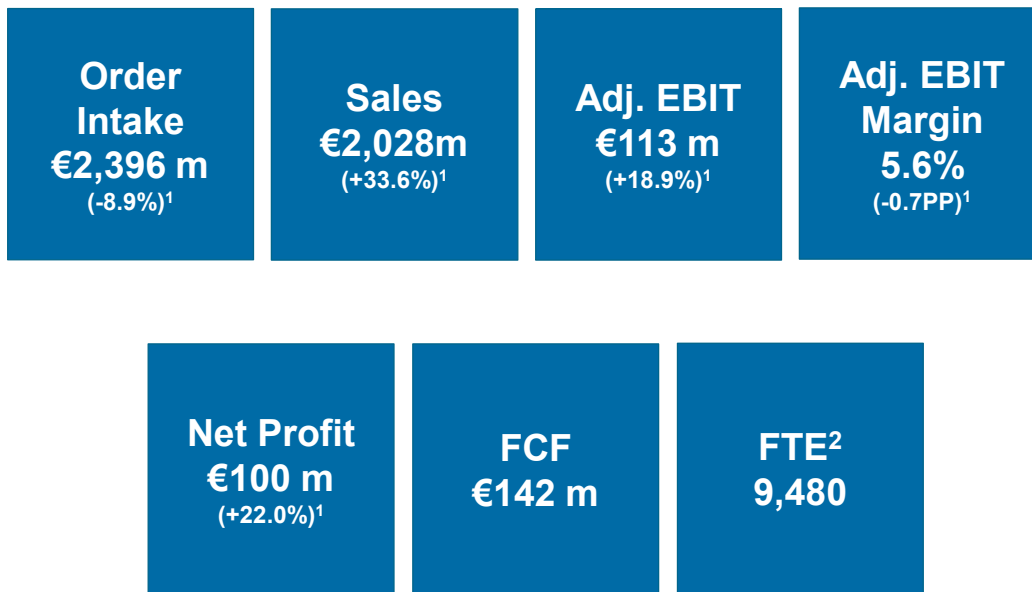 Order
Intake
€2,396 m
(-8.9%)¹
Sales
€2,028m
(+33.6%)¹
Adj. EBIT
€113 m
(+18.9%)¹
Adj. EBIT
Margin
5.6%
(-0.7PP)¹
Net Profit
€100 m
(+22.0%)¹
FCF
€142 m
FTE²
9,480